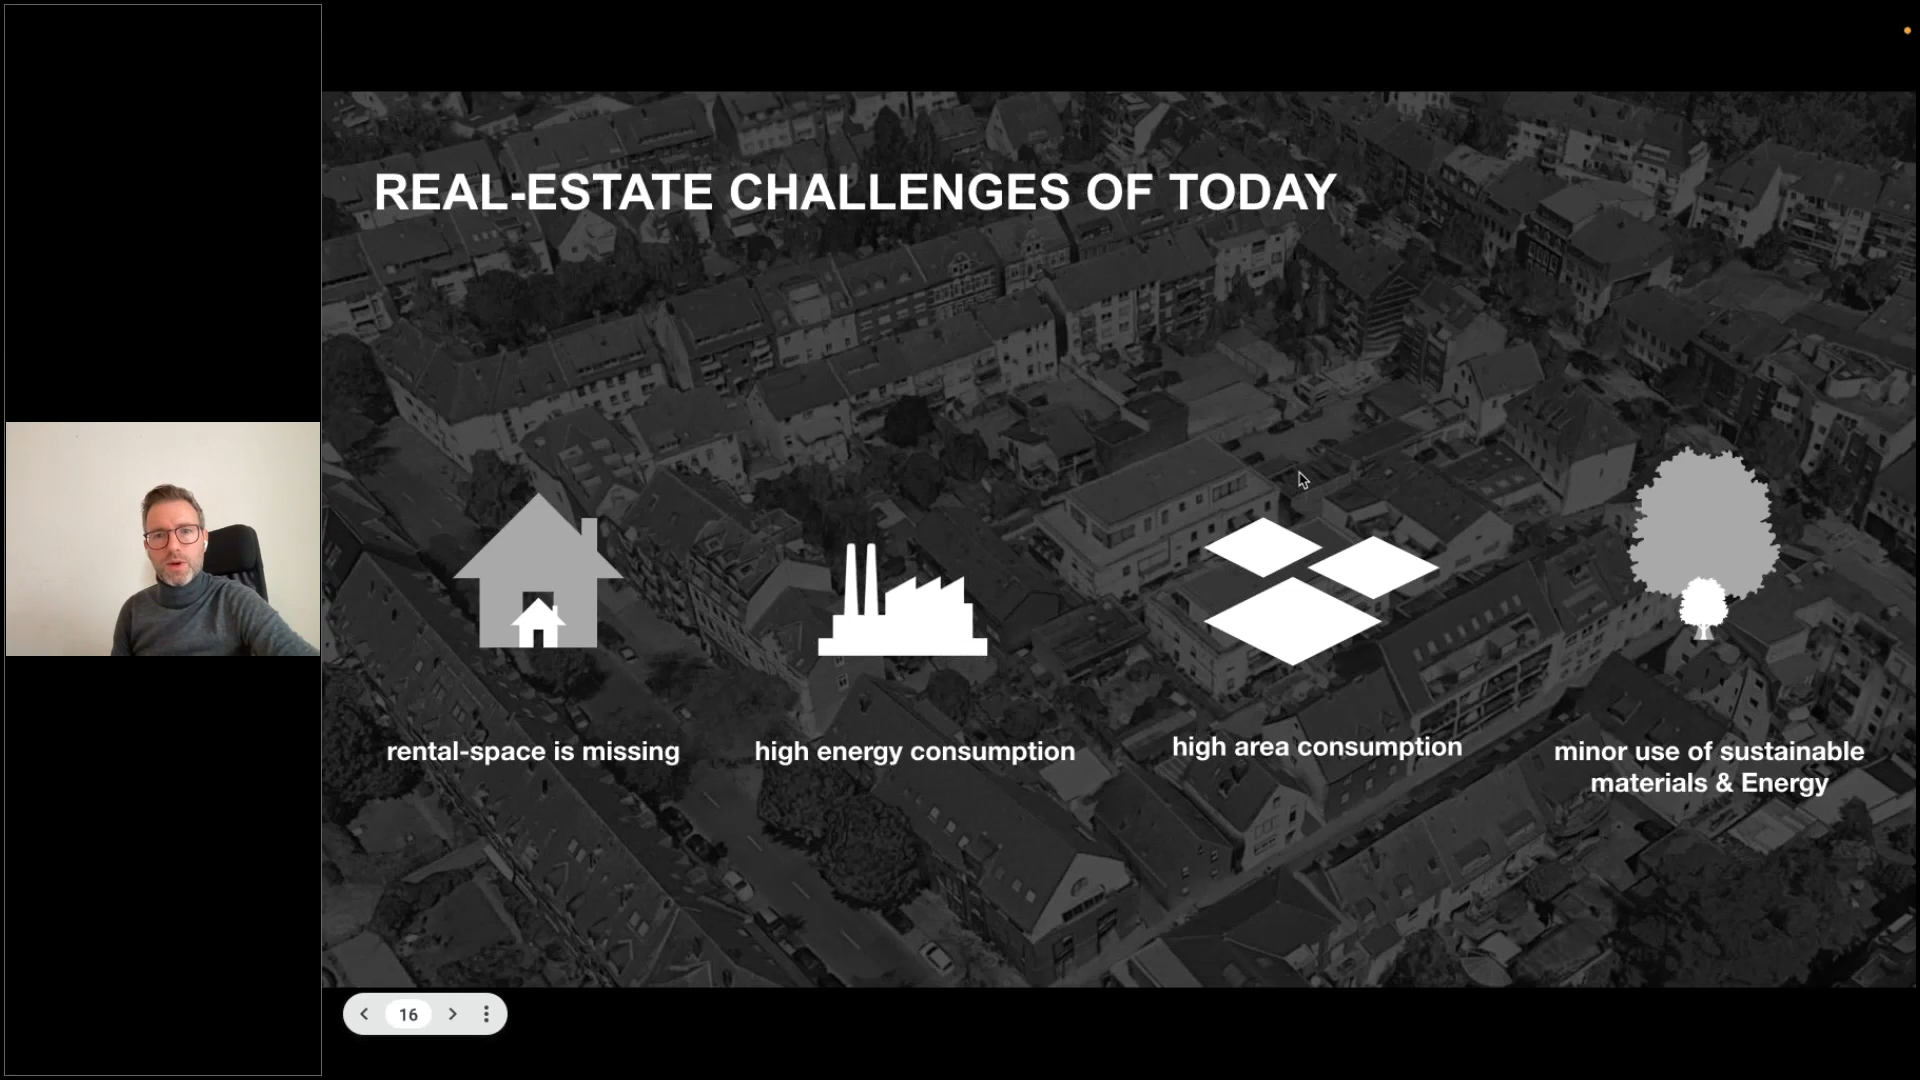 REAL-ESTATE CHALLENGES OF TODAY
rental-space is missing
high energy consumption
high area consumption
minor use of sustainable
materials & Energy
16